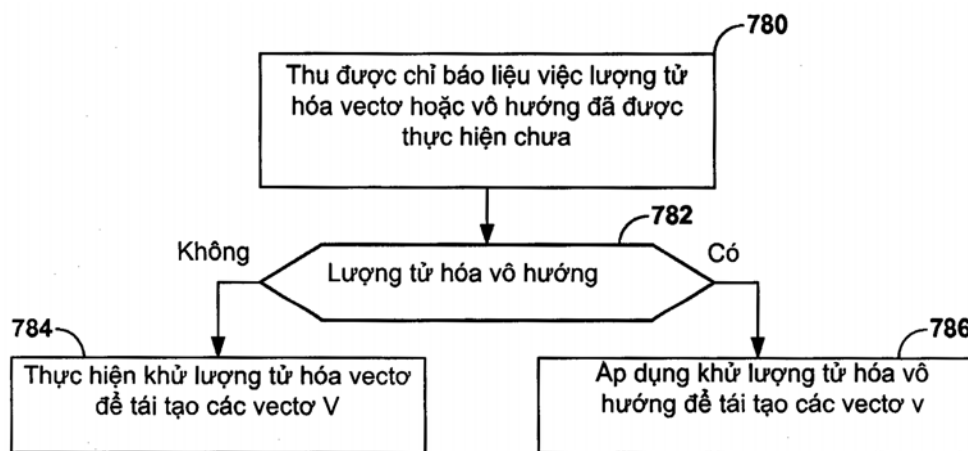 780
Thu được chỉ báo liệu việc lượng tử
hóa vectơ hoặc vô hướng đã được
thực hiện chưa
782
Không
Có
Lượng tử hóa vô hướng
784
786
Thực hiện khử lượng tử hóa vectơ
để tái tạo các vectơ V
Áp dụng khử lượng tử hóa vô
hướng để tái tạo các vectơ v